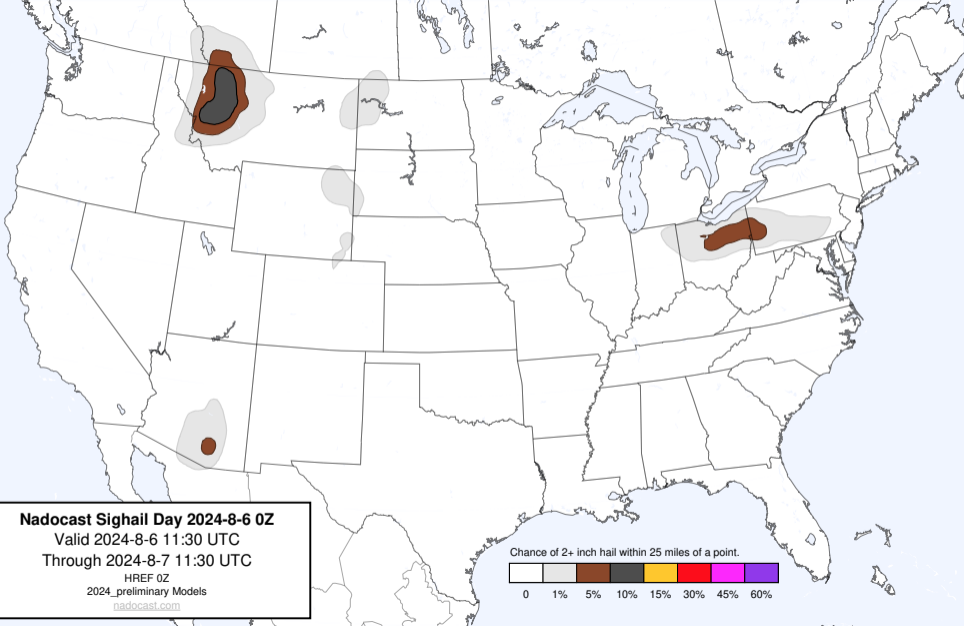 Nadocast Sighail Day 2024-8-6 0Z
Valid 2024-8-6 11:30 UTC
Through 2024-8-7 11:30 UTC
HREF 0Z
2024_preliminary Models
nadocast.com
Chance of 2+ inch hail within 25 miles of a point.
0 1% 5% 10% 15% 30% 45% 60%